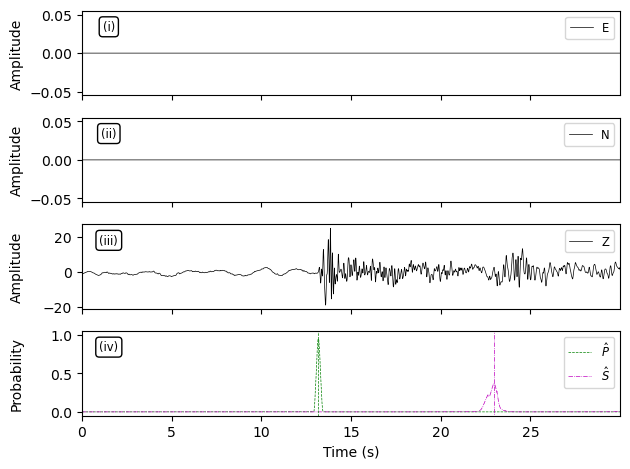 0.05
(i)
E
0.00
Amplitude
−0.05
0.05
(ii)
N
0.00
Amplitude
−0.05
20
(iii)
Z
0
Amplitude
−20
1.0
(iv)
P̂
Ŝ
0.5
Probability
0.0
0 5 10 15 20 25
Time (s)